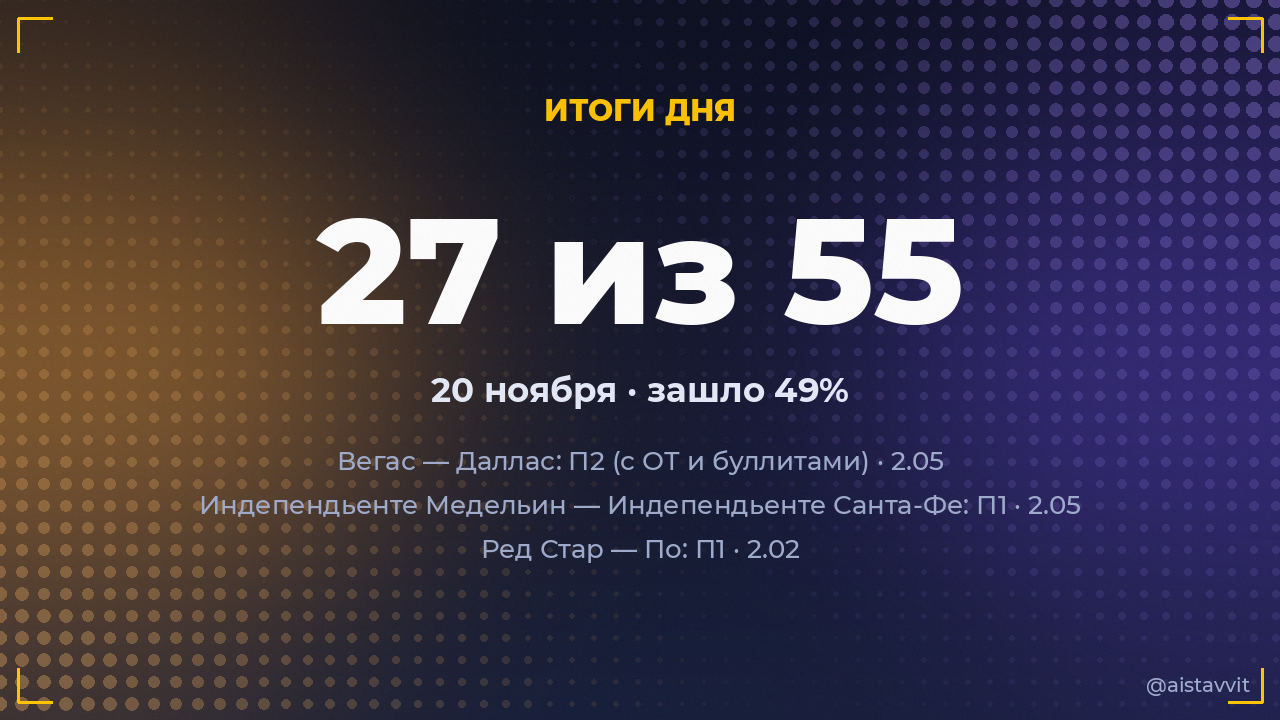 ИТОГИ ДНЯ
27 из 55
20 ноября · зашло 49%
Вегас — Даллас: П2 (с ОТ и буллитами) · 2.05
Индепендьенте Медельин — Индепендьенте Санта-Фе: П1 · 2.05
Ред Стар — По: П1 · 2.02
@aistavvit